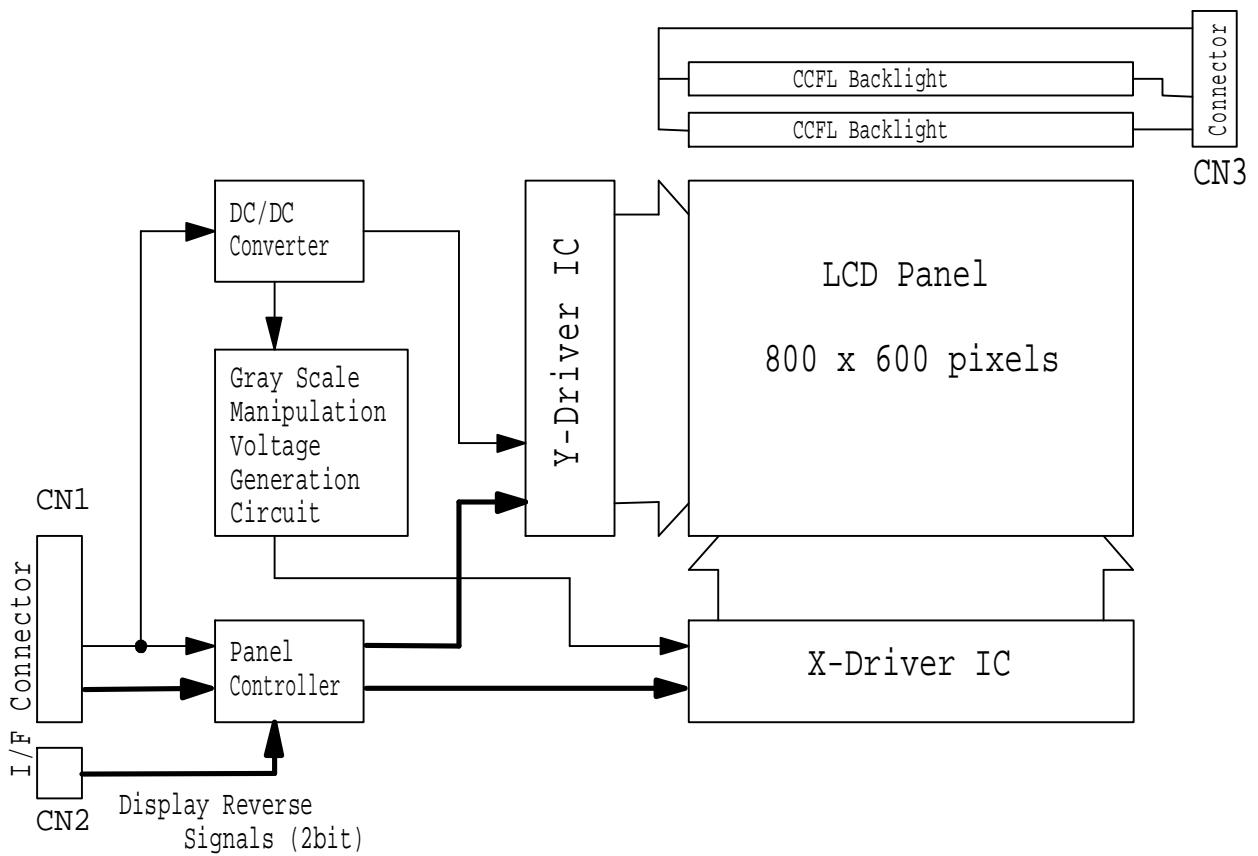 CCFL Backlight
CCFL Backlight
Connector
CN3
DC/DC
Converter
Y-Driver IC
LCD Panel
800 x 600 pixels
Gray Scale
Manipulation
Voltage
Generation
Circuit
CN1
I/F Connector
Panel
Controller
X-Driver IC
CN2
Display Reverse
Signals (2bit)